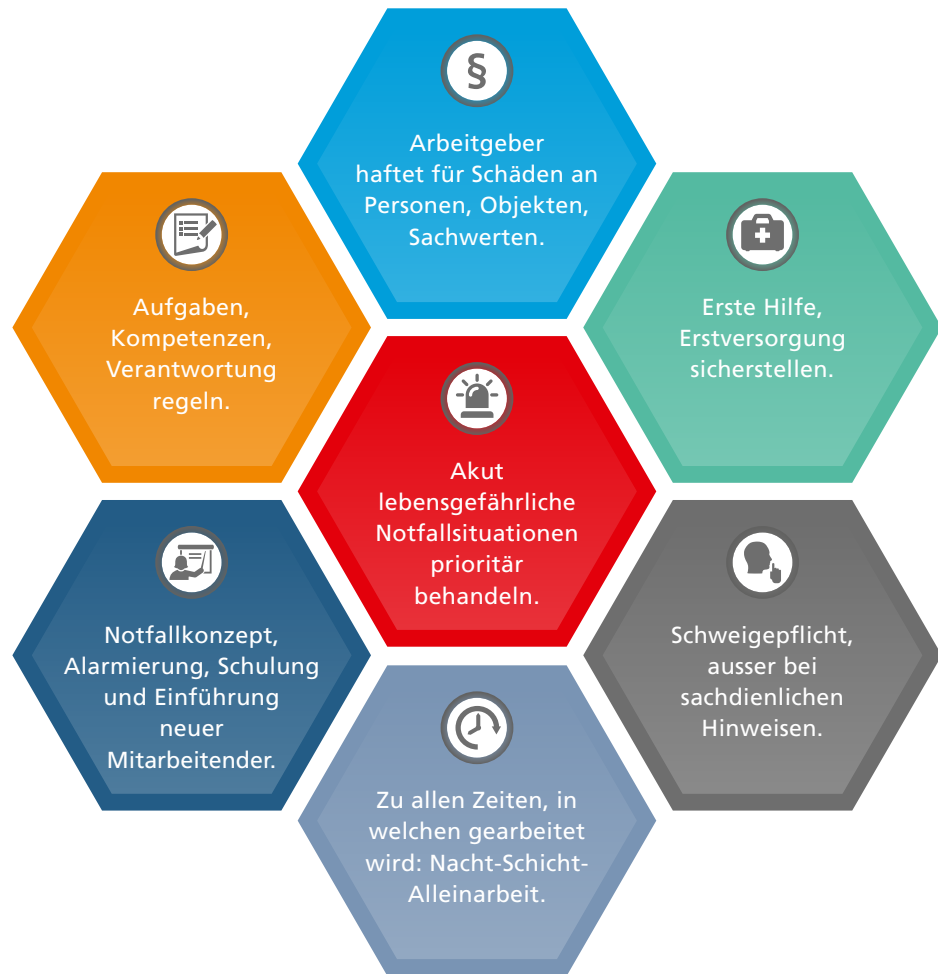 §
Arbeitgeber
haftet für Schäden an
Personen, Objekten,
Sachwerten.
Aufgaben,
Kompetenzen,
Verantwortung
regeln.
Erste Hilfe,
Erstversorgung
sicherstellen.
Akut
lebensgefährliche
Notfallsituationen
prioritär
behandeln.
Notfallkonzept,
Alarmierung, Schulung
und Einführung
neuer
Mitarbeitender.
Schweigepflicht,
ausser bei
sachdienlichen
Hinweisen.
Zu allen Zeiten, in
welchen gearbeitet
wird: Nacht-Schicht-
Alleinarbeit.